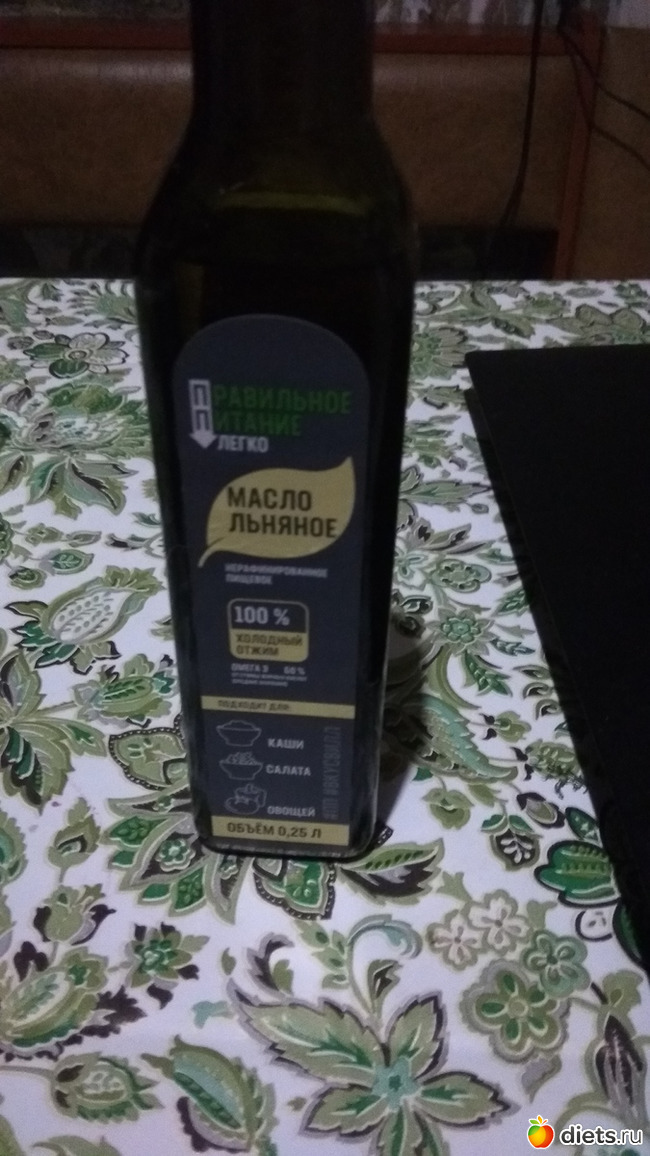 ПРАВИЛЬНОЕ
ПИТАНИЕ
ЛЕГКО
МАСЛО
ЛЬНЯНОЕ
НЕРАФИНИРОВАННОЕ
ПИЩЕВОЕ
100 %
ХОЛОДНЫЙ
ОТЖИМ
ОМЕГА 3 60 %
ПОДХОДИТ ДЛЯ:
КАШИ
САЛАТА
ОВОЩЕЙ
ОБЪЁМ 0,25 Л
diets.ru